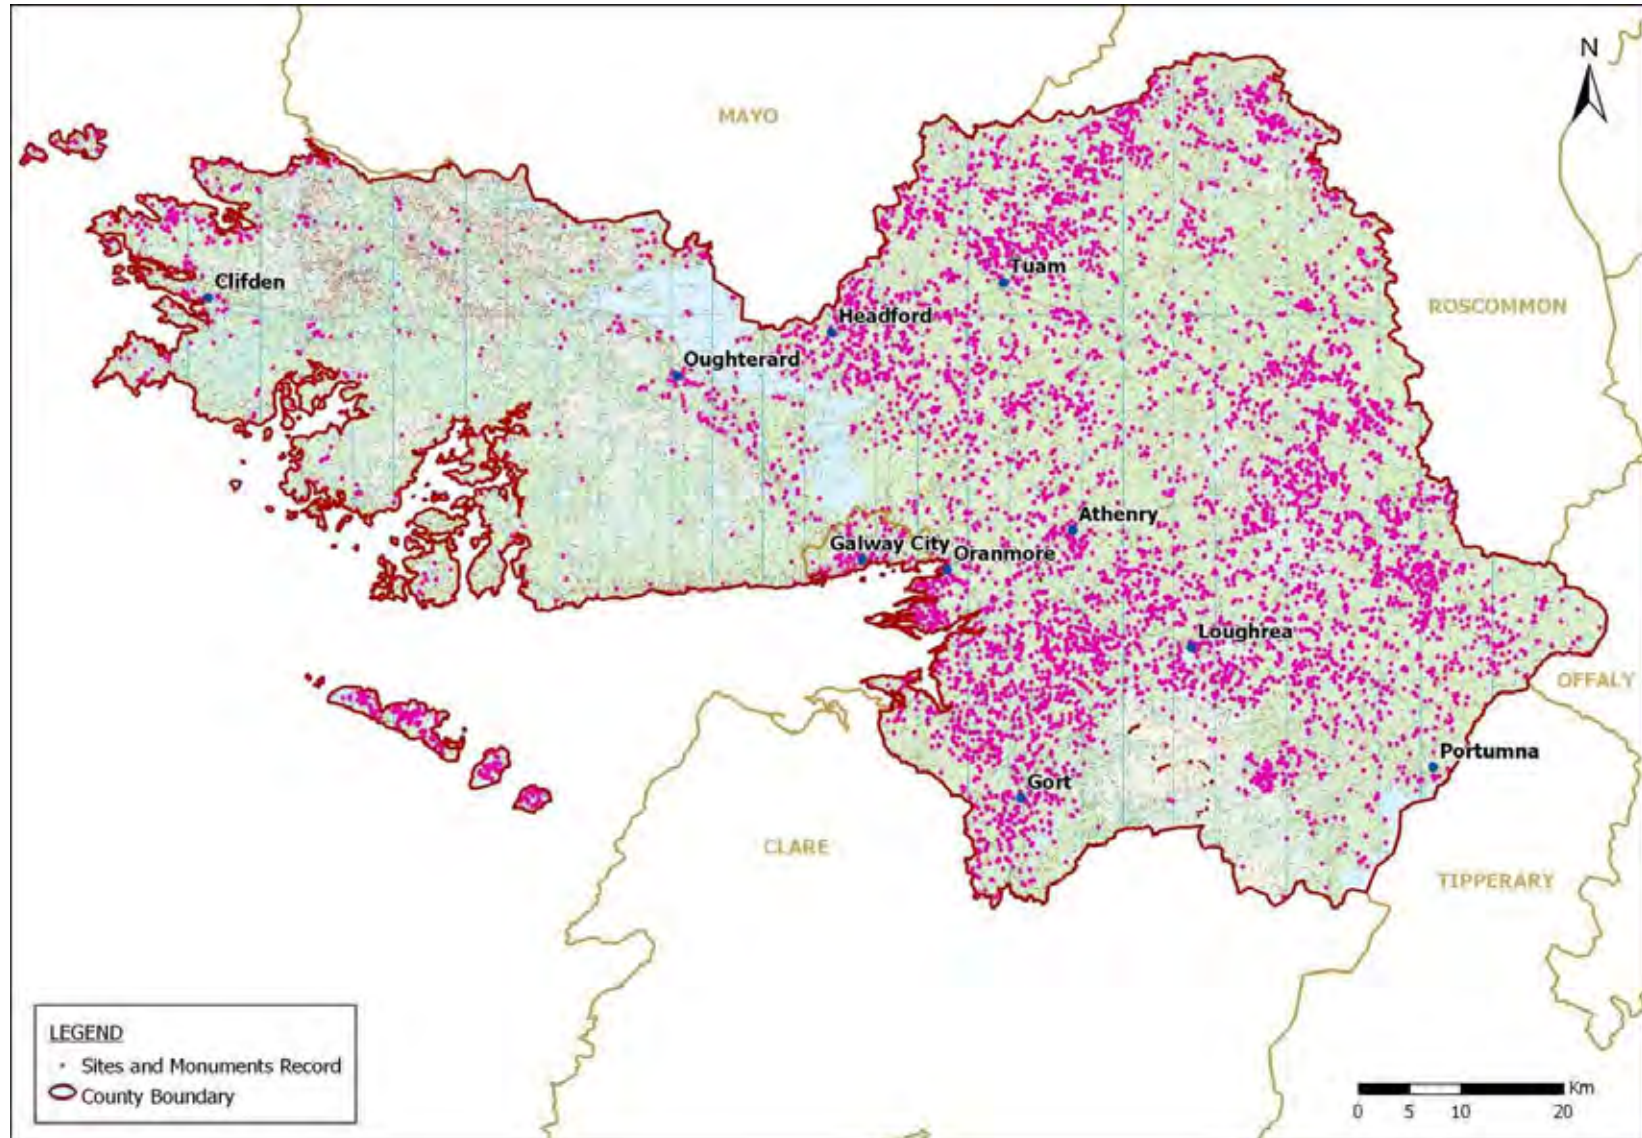 N
MAYO
Clifden
Tuam
ROSCOMMON
Headford
Oughterard
Athenry
Galway City
Oranmore
Loughrea
OFFALY
Portumna
Gort
CLARE
TIPPERARY
LEGEND
Sites and Monuments Record
County Boundary
Km
0 5 10 20